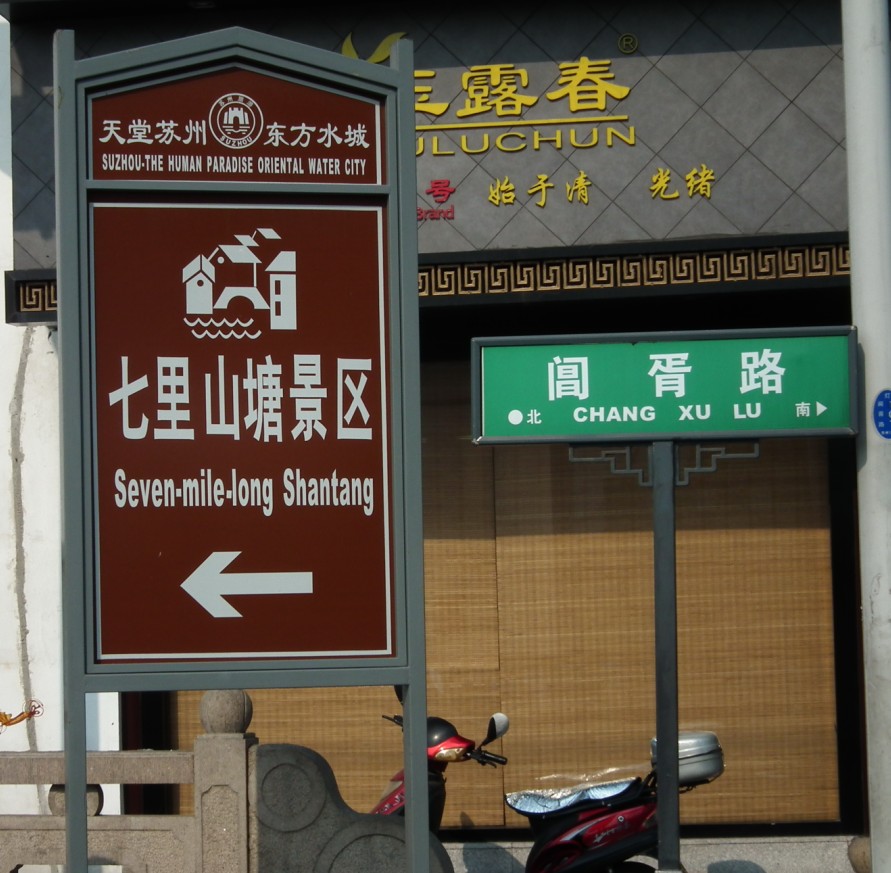 天堂苏州 东方水城
SUZHOU-THE HUMAN PARADISE ORIENTAL WATER CITY
七里山塘景区
Seven-mile-long Shantang
露春
®
ULUCHUN
号 始于清 光绪
Brand
閶胥路
北 CHANG XU LU 南